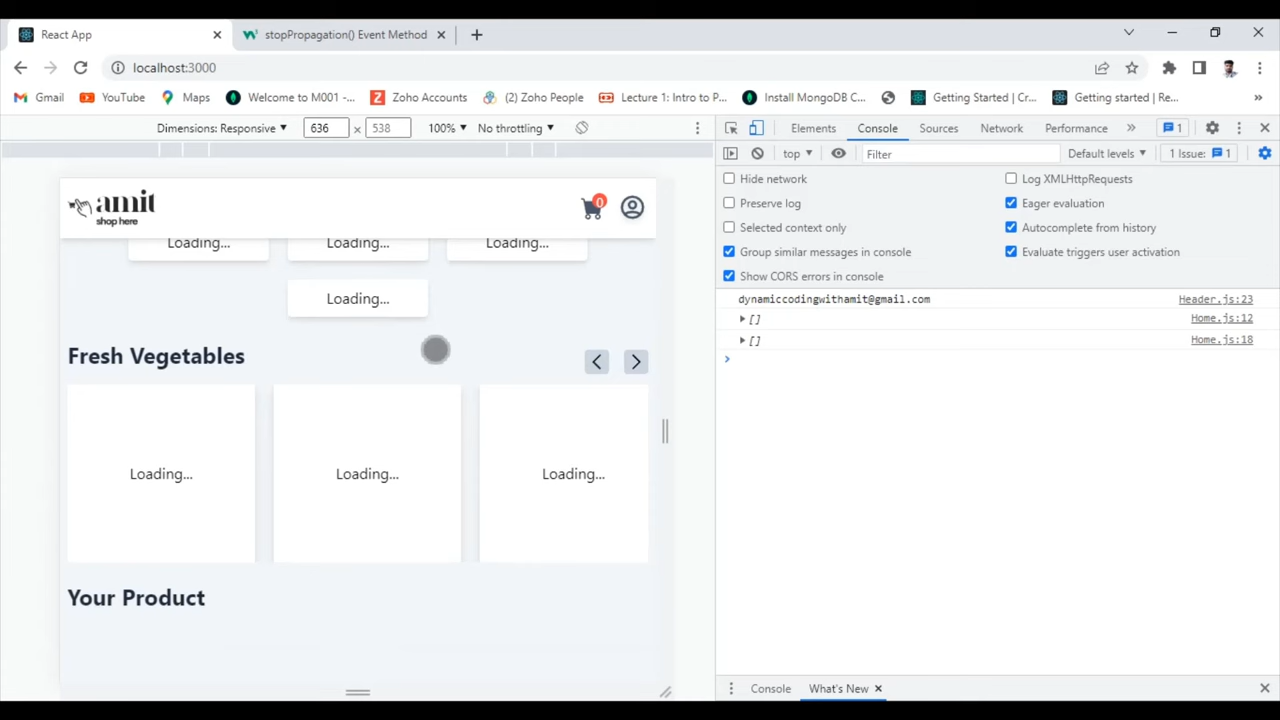 React App
stopPropagation() Event Method
localhost:3000
Gmail YouTube Maps Welcome to M001 -... Zoho Accounts (2) Zoho People Lecture 1: Intro to P... Install MongoDB C... Getting Started | Cr... Getting started | Re... »
Dimensions: Responsive 636 × 538 100% No throttling
Elements Console Sources Network Performance » 1
top Filter Default levels 1 Issue: 1
Hide network Log XMLHttpRequests
Preserve log Eager evaluation
Selected context only Autocomplete from history
Group similar messages in console Evaluate triggers user activation
Show CORS errors in console
dynamiccodingwithamit@gmail.com Header.js:23
[] Home.js:12
[] Home.js:18
amit
shop here
0
Loading... Loading... Loading...
Loading...
Fresh Vegetables
Loading... Loading... Loading...
Your Product
Console What's New